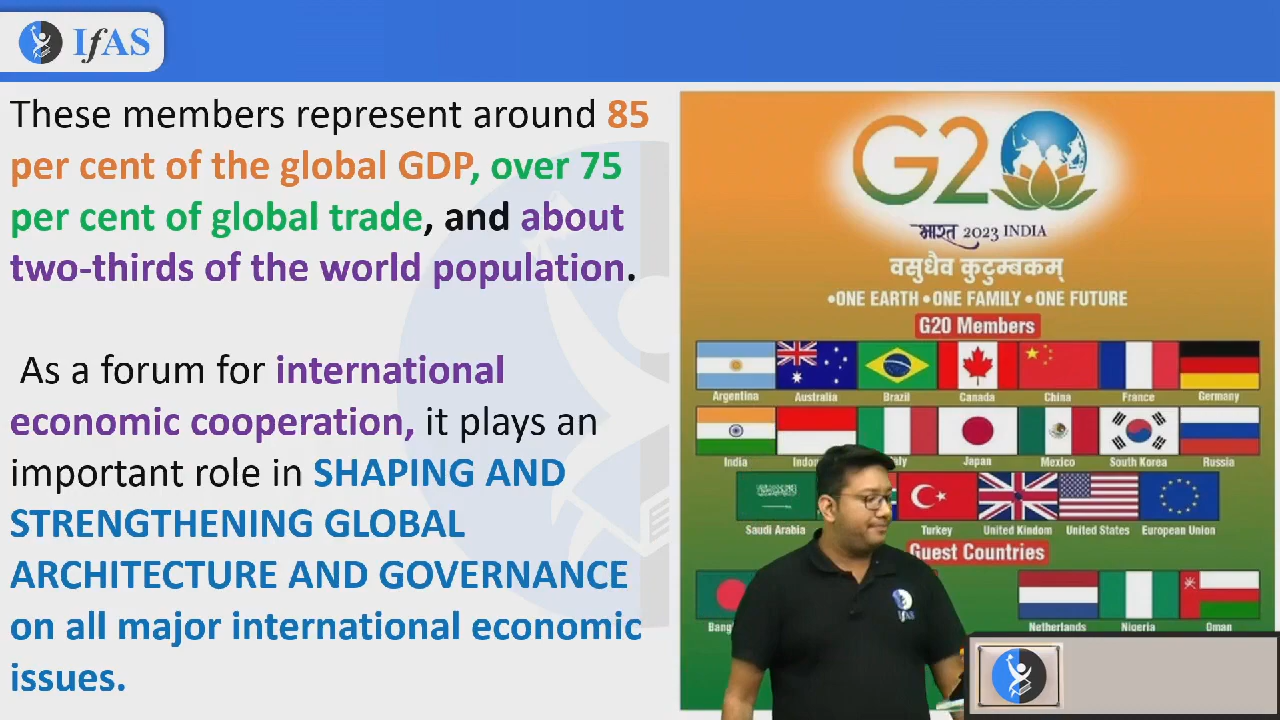 IfAS
These members represent around 85
per cent of the global GDP, over 75
per cent of global trade, and about
two-thirds of the world population.
As a forum for international
economic cooperation, it plays an
important role in SHAPING AND
STRENGTHENING GLOBAL
ARCHITECTURE AND GOVERNANCE
on all major international economic
issues.
G20
भारत 2023 INDIA
वसुधैव कुटुम्बकम्
•ONE EARTH •ONE FAMILY •ONE FUTURE
G20 Members
Argentina Australia Brazil Canada China France Germany
India Japan Mexico South Korea Russia
Saudi Arabia Turkey United Kindom United States European Union
Guest Countries
Netherlands Nigeria Oman
IfAS